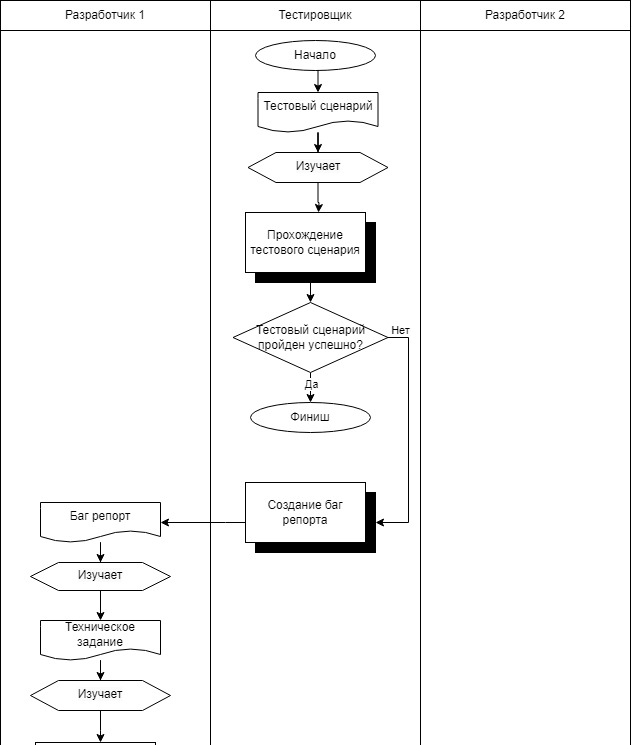 Разработчик 1
Тестировщик
Разработчик 2
Начало
Тестовый сценарий
Изучает
Прохождение
тестового сценария
Тестовый сценарий
пройден успешно?
Нет
Да
Финиш
Создание баг
репорта
Баг репорт
Изучает
Техническое
задание
Изучает